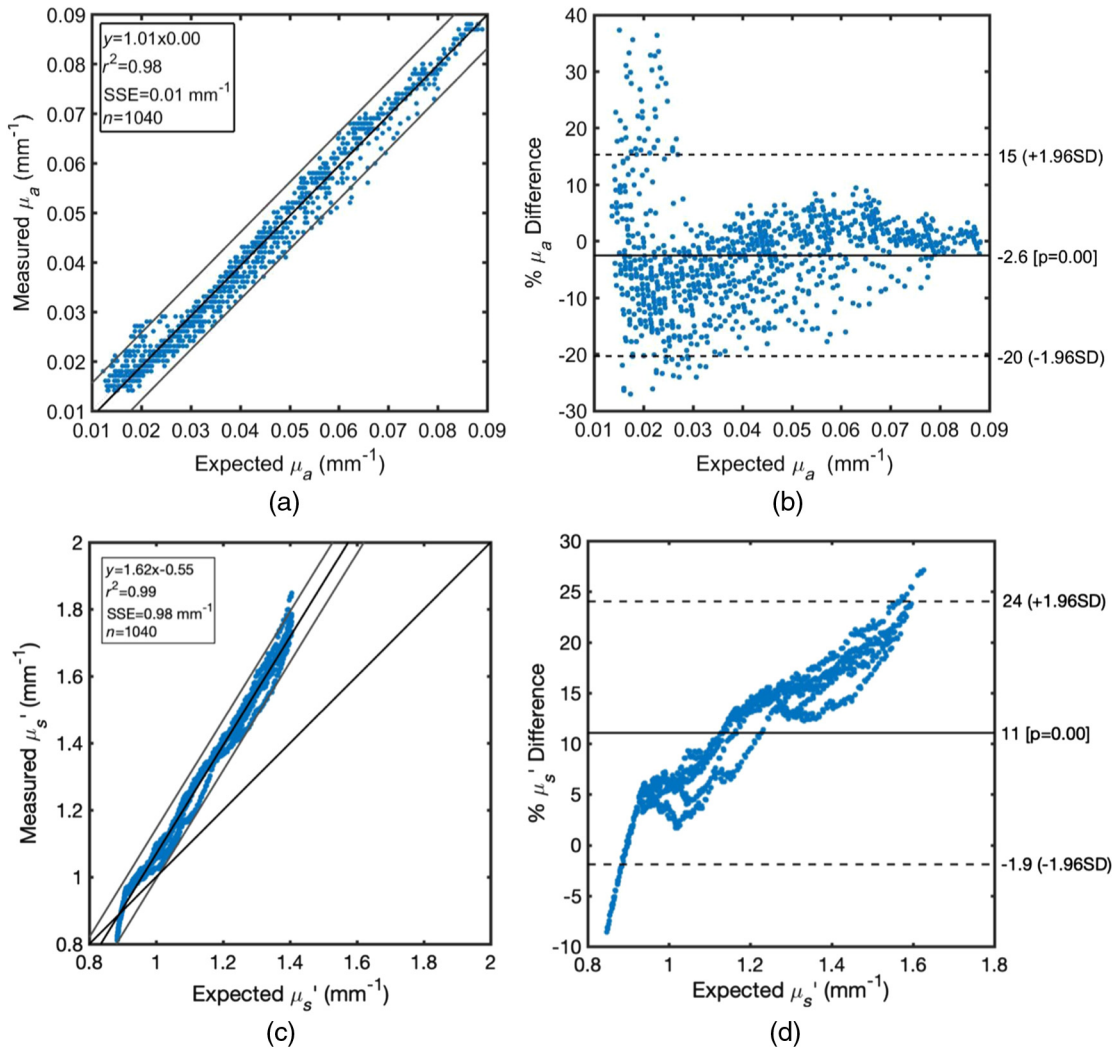 0.09
0.08
0.07
0.06
0.05
0.04
0.03
0.02
0.01
Measured μa (mm-1)
y=1.01x0.00
r2=0.98
SSE=0.01 mm-1
n=1040
0.01 0.02 0.03 0.04 0.05 0.06 0.07 0.08 0.09
Expected μa (mm-1)
(a)
40
30
20
10
0
-10
-20
-30
% μa Difference
15 (+1.96SD)
-2.6 [p=0.00]
-20 (-1.96SD)
0.01 0.02 0.03 0.04 0.05 0.06 0.07 0.08 0.09
Expected μa (mm-1)
(b)
2
1.8
1.6
1.4
1.2
1
0.8
Measured μs' (mm-1)
y=1.62x-0.55
r2=0.99
SSE=0.98 mm-1
n=1040
0.8 1 1.2 1.4 1.6 1.8 2
Expected μs' (mm-1)
(c)
30
25
20
15
10
5
0
-5
-10
% μs' Difference
24 (+1.96SD)
11 [p=0.00]
-1.9 (-1.96SD)
0.8 1 1.2 1.4 1.6 1.8
Expected μs' (mm-1)
(d)